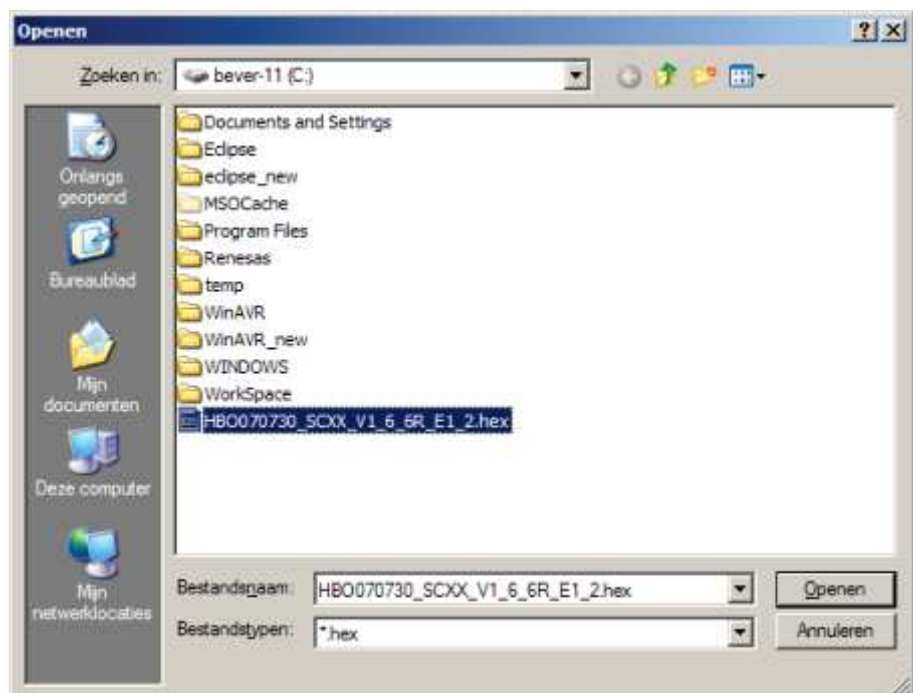 Openen
Zoeken in:
bever-11 (C:)
Onlangs
geopend
Bureaublad
Mijn
documenten
Deze computer
Mijn
netwerklocaties
Documents and Settings
Eclipse
eclipse_new
MSOCache
Program Files
Renesas
temp
WinAVR
WinAVR_new
WINDOWS
WorkSpace
HBO070730_SCXX_V1_6_6R_E1_2.hex
Bestandsnaam:
HBO070730_SCXX_V1_6_6R_E1_2.hex
Openen
Bestandstypen:
*.hex
Annuleren